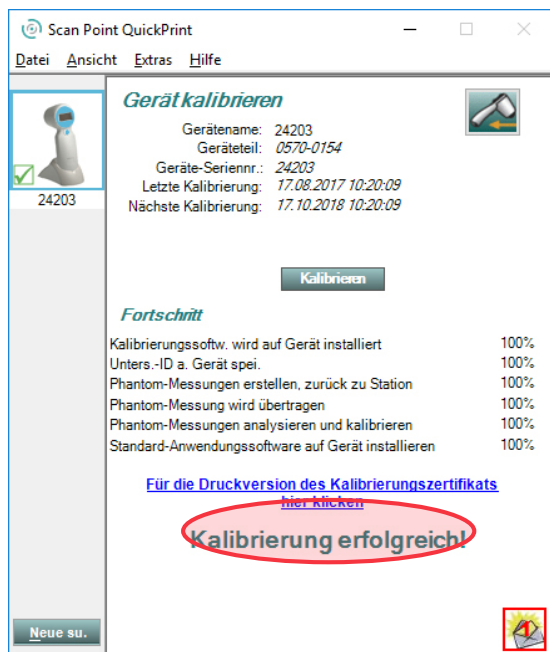 Scan Point QuickPrint
Datei Ansicht Extras Hilfe
24203
Gerät kalibrieren
Gerätename: 24203
Geräteteil: 0570-0154
Geräte-Seriennr.: 24203
Letzte Kalibrierung: 17.08.2017 10:20:09
Nächste Kalibrierung: 17.10.2018 10:20:09
Kalibrieren
Fortschritt
Kalibrierungssoftw. wird auf Gerät installiert 100%
Unters.-ID a. Gerät spei. 100%
Phantom-Messungen erstellen, zurück zu Station 100%
Phantom-Messung wird übertragen 100%
Phantom-Messungen analysieren und kalibrieren 100%
Standard-Anwendungssoftware auf Gerät installieren 100%
Für die Druckversion des Kalibrierungszertifikats
hier klicken
Kalibrierung erfolgreich!
Neue su.
1